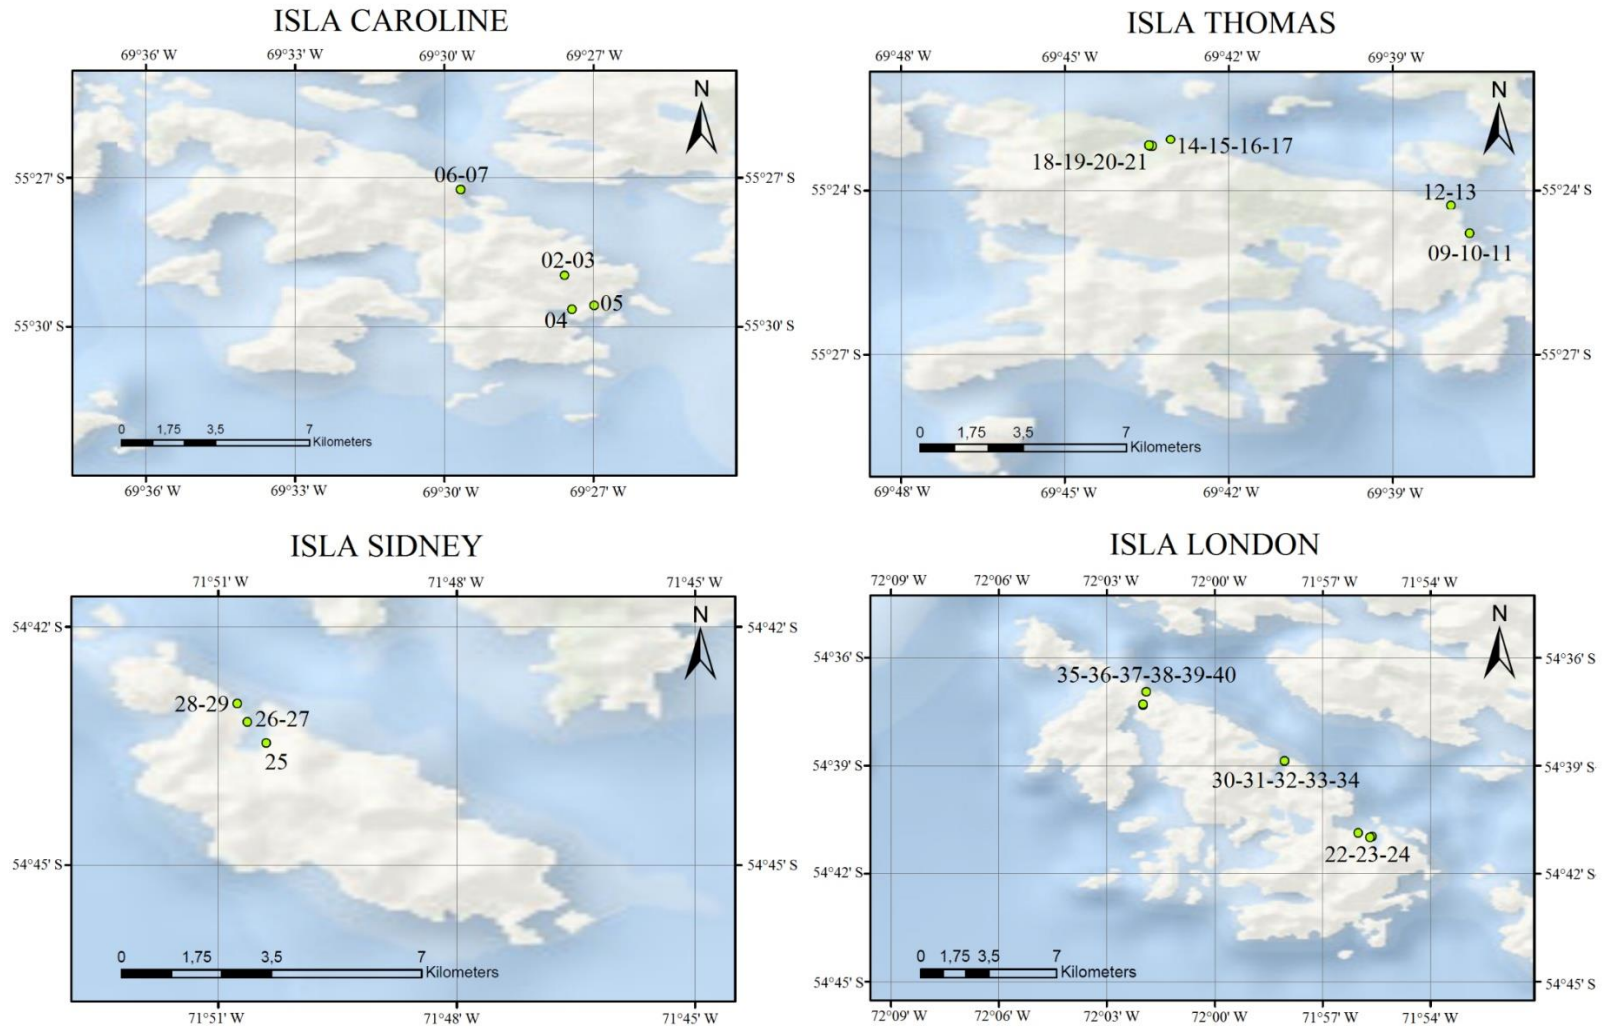 ISLA CAROLINE
69°36' W 69°33' W 69°30' W 69°27' W
N
06-07
55°27' S 55°27' S
02-03
05
04
55°30' S 55°30' S
0 1,75 3,5 7
Kilometers
69°36' W 69°33' W 69°30' W 69°27' W
ISLA THOMAS
69°48' W 69°45' W 69°42' W 69°39' W
N
14-15-16-17
18-19-20-21
55°24' S 55°24' S
12-13
09-10-11
55°27' S 55°27' S
0 1,75 3,5 7
Kilometers
69°48' W 69°45' W 69°42' W 69°39' W
ISLA SIDNEY
71°51' W 71°48' W 71°45' W
N
54°42' S 54°42' S
28-29
26-27
25
54°45' S 54°45' S
0 1,75 3,5 7
Kilometers
71°51' W 71°48' W 71°45' W
ISLA LONDON
72°09' W 72°06' W 72°03' W 72°00' W 71°57' W 71°54' W
N
54°36' S 54°36' S
35-36-37-38-39-40
54°39' S 54°39' S
30-31-32-33-34
22-23-24
54°42' S 54°42' S
0 1,75 3,5 7
Kilometers
54°45' S 54°45' S
72°09' W 72°06' W 72°03' W 72°00' W 71°57' W 71°54' W